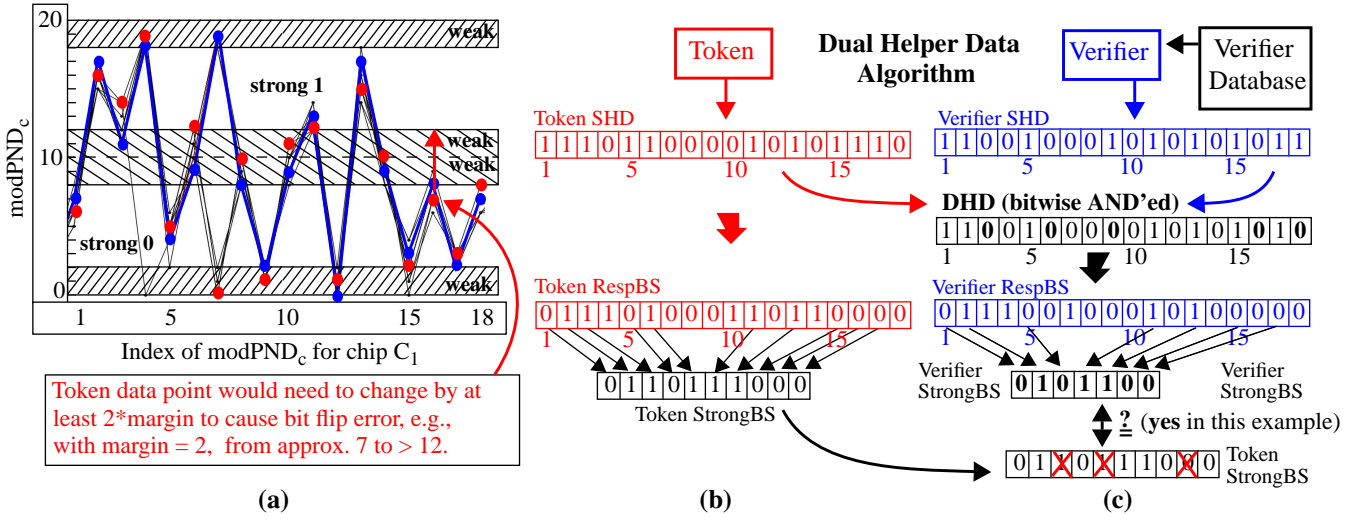 20
weak
strong 1
weak
10
weak
strong 0
weak
0
modPND_c
1 5 10 15 18
Index of modPND_c for chip C_1
Token data point would need to change by at
least 2*margin to cause bit flip error, e.g.,
with margin = 2, from approx. 7 to > 12.
(a)
Dual Helper Data
Algorithm
Token
Token SHD
1 1 1 0 1 1 0 0 0 0 1 0 1 0 1 1 1 0
1 5 10 15
Token RespBS
0 1 1 1 0 1 0 0 0 1 1 0 1 1 0 0 0 0
1 5 10 15
0 1 1 0 1 1 1 0 0 0
Token StrongBS
(b)
Verifier
Verifier
Database
Verifier SHD
1 1 0 0 1 0 0 0 1 0 1 0 1 0 1 0 1 1
1 5 10 15
DHD (bitwise AND'ed)
1 1 0 0 1 0 0 0 0 0 1 0 1 0 1 0 1 0
1 5 10 15
Verifier RespBS
0 1 1 1 0 0 1 0 0 0 1 0 1 0 0 0 0 0
1 5 10 15
Verifier
StrongBS
0 1 0 1 1 0 0
Verifier
StrongBS
? = (yes in this example)
0 1 1 0 1 1 1 0 0 0
Token
StrongBS
(c)